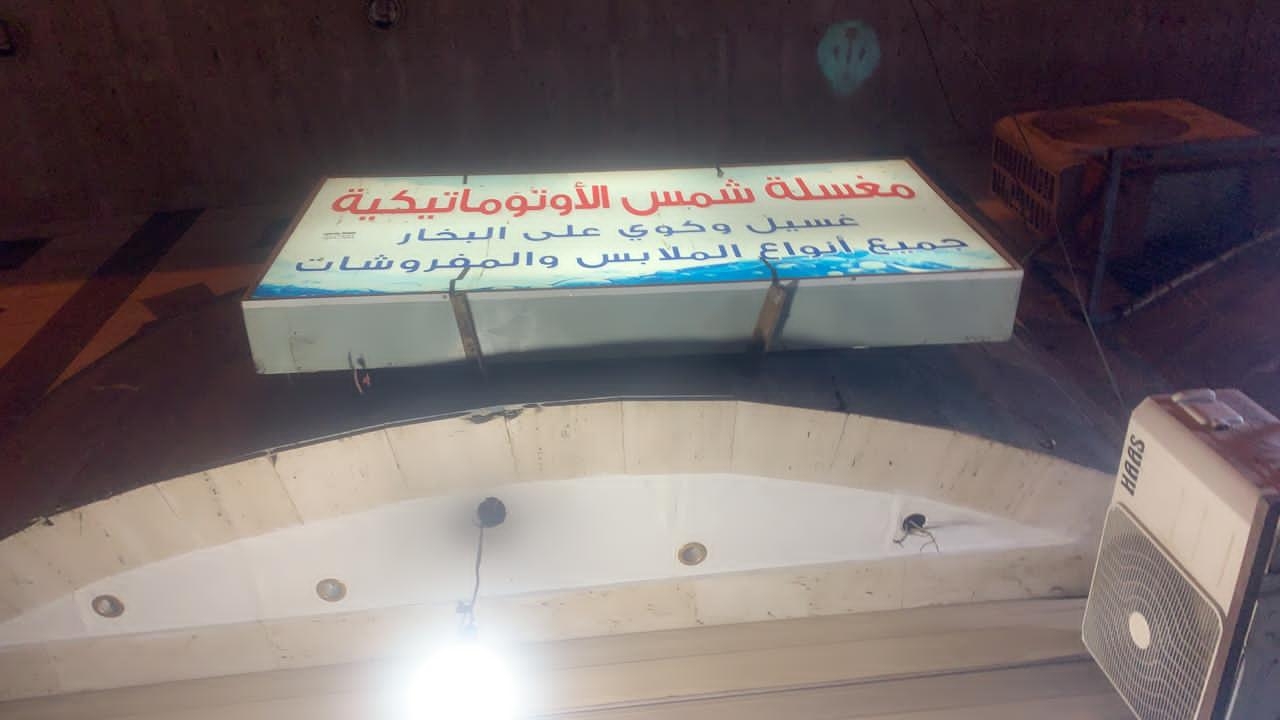 مغسلة شمس الأوتوماتيكية
غسيل وكوي على البخار
جميع أنواع الملابس والمفروشات
HAAS